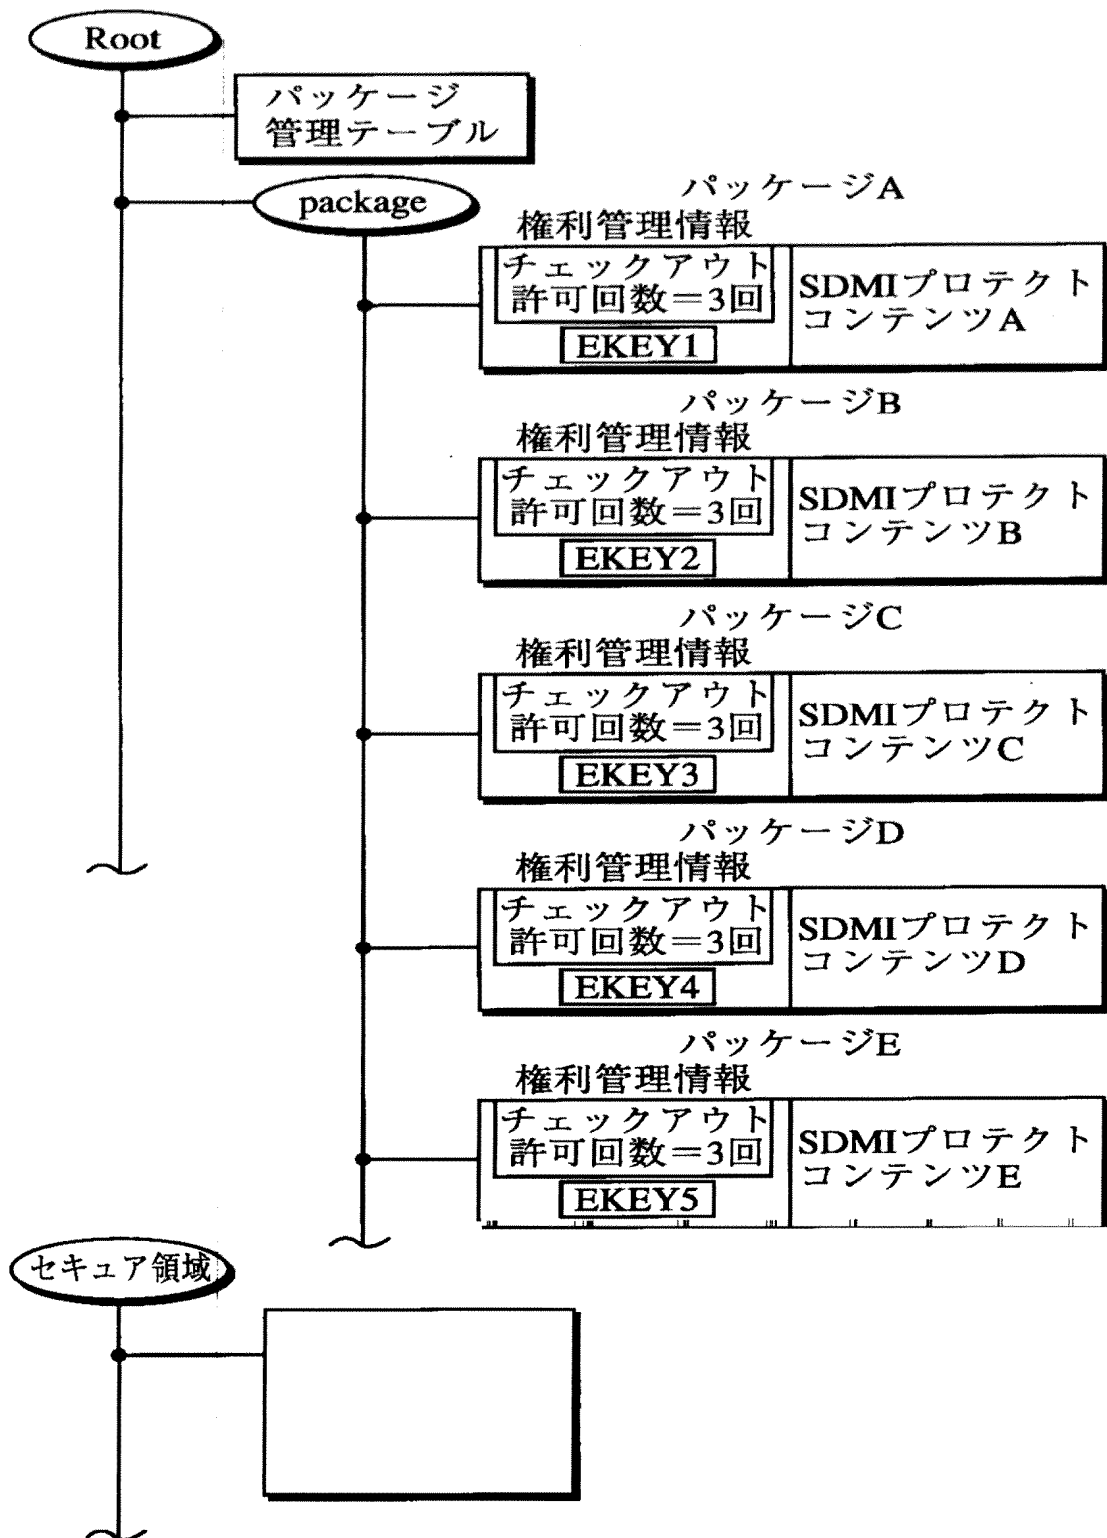 Root
パッケージ
管理テーブル
package
パッケージA
権利管理情報
チェックアウト
許可回数=3回
EKEY1
SDMIプロテクト
コンテンツA
パッケージB
権利管理情報
チェックアウト
許可回数=3回
EKEY2
SDMIプロテクト
コンテンツB
パッケージC
権利管理情報
チェックアウト
許可回数=3回
EKEY3
SDMIプロテクト
コンテンツC
パッケージD
権利管理情報
チェックアウト
許可回数=3回
EKEY4
SDMIプロテクト
コンテンツD
パッケージE
権利管理情報
チェックアウト
許可回数=3回
EKEY5
SDMIプロテクト
コンテンツE
セキュア領域